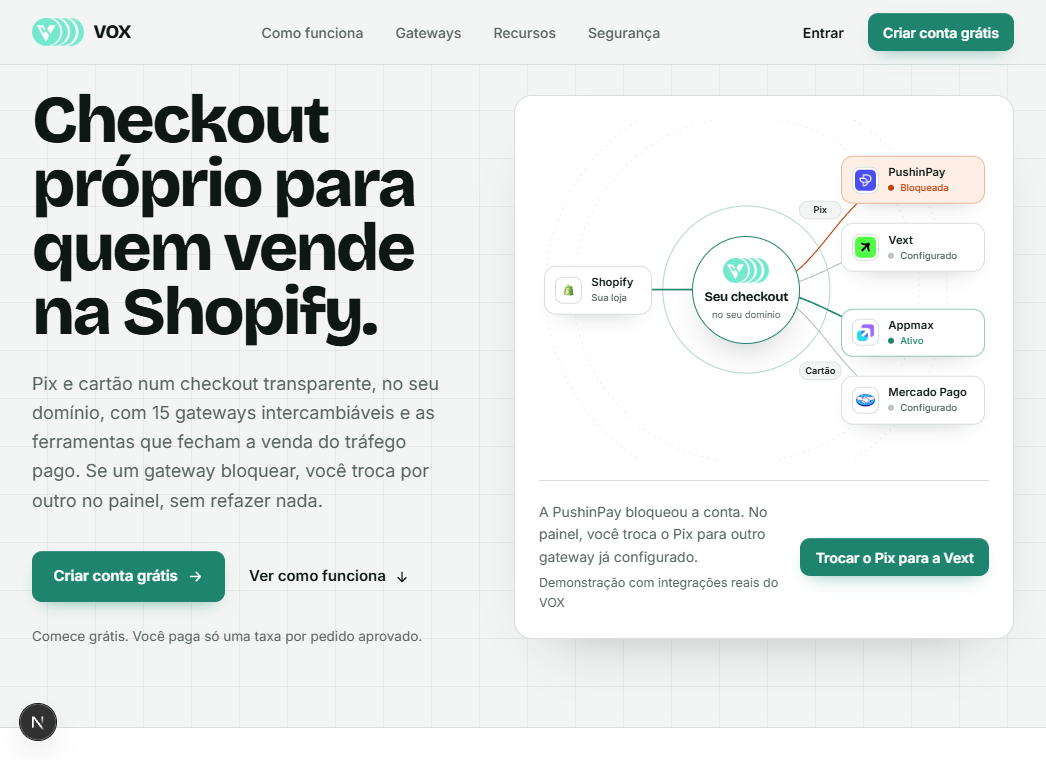 VOX
Como funciona
Gateways
Recursos
Segurança
Entrar
Criar conta grátis
Checkout
próprio para
quem vende
na Shopify.
Pix e cartão num checkout transparente, no seu
domínio, com 15 gateways intercambiáveis e as
ferramentas que fecham a venda do tráfego
pago. Se um gateway bloquear, você troca por
outro no painel, sem refazer nada.
Criar conta grátis →
Ver como funciona ↓
Comece grátis. Você paga só uma taxa por pedido aprovado.
Shopify
Sua loja
Seu checkout
no seu domínio
Pix
Cartão
PushinPay
Bloqueada
Vext
Configurado
Appmax
Ativo
Mercado Pago
Configurado
A PushinPay bloqueou a conta. No
painel, você troca o Pix para outro
gateway já configurado.
Demonstração com integrações reais do
VOX
Trocar o Pix para a Vext
N